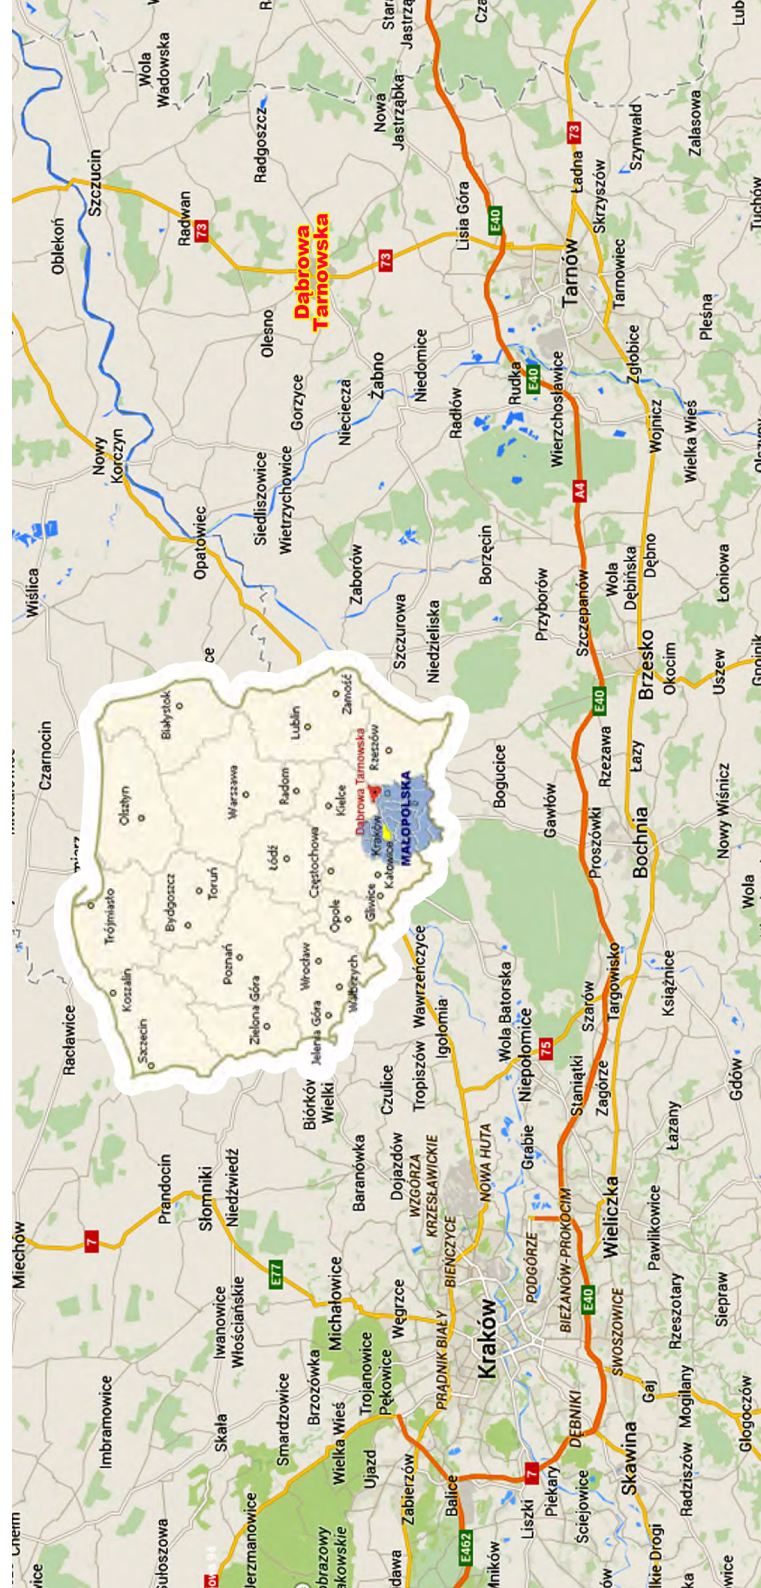 Miechów
7
Prandocin
Słomniki
Niedźwiedź
E77
Iwanowice
Włościańskie
Michałowice
Węgrzce
Imbramowice
Skała
Smardzowice
Brzozówka
Wielka Wieś
Trojanowice
Pękowice
Ujazd
Zabierzów
Balice
E462
Liszki
Piekary
7
Ściejowice
Skawina
Radziszów
Głogoczów
Mogilany
Gaj
DĘBNIKI
SWOSZOWICE
Rzeszotary
Siepraw
E40
Kraków
PRĄDNIK BIAŁY
BIEŃCZYCE
WZGÓRZA
KRZESŁAWICKIE
NOWA HUTA
PODGÓRZE
BIEŻANÓW-PROKOCIM
Wieliczka
Pawlikowice
Łazany
Gdów
Grabie
Baranówka
Dojazdów
Biórków
Wielki
Czulice
Tropiszów
Igołomia
Wawrzeńczyce
Racławice
Wola Batorska
Niepołomice
75
Staniątki
Zagórze
Szarów
Targowisko
Książnice
Czarnocin
Bogucice
Gawłów
Proszówki
Rzezawa
Łazy
Bochnia
Nowy Wiśnicz
Wola
E40
Brzesko
Okocim
Uszew
Gnojnik
Szczepanów
Przyborów
Wola
Dębińska
Dębno
Łoniowa
Borzęcin
Szczurowa
Niedzieliska
Zaborów
Wiślica
Opatowiec
Nowy
Korczyn
Siedliszowice
Wietrzychowice
Gorzyce
Nieciecza
Żabno
Niedomice
Radłów
A4
Wierzchosławice
Rudka
E40
Wojnicz
Wielka Wieś
Zgłobice
Pleśna
Tarnowiec
Tarnów
Olesno
Dąbrowa
Tarnowska
73
Lisia Góra
E40
Skrzyszów
Ładna
73
Szynwałd
Zalasowa
Tuchów
Nowa
Jastrząbka
Radgoszcz
Radwan
73
Szczucin
Oblekoń
Wola
Wadowska
Szczecin
Koszalin
Trójmiasto
Olsztyn
Białystok
Bydgoszcz
Toruń
Poznań
Zielona Góra
Warszawa
Łódź
Radom
Lublin
Jelenia Góra
Wrocław
Wałbrzych
Opole
Częstochowa
Kielce
Zamość
Gliwice
Katowice
Kraków
Dąbrowa Tarnowska
Rzeszów
MAŁOPOLSKA